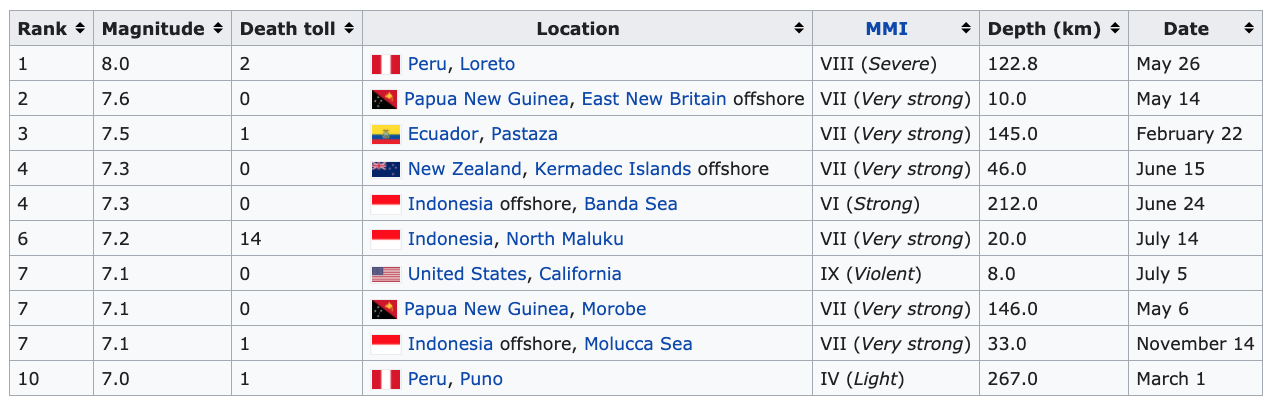 Rank Magnitude Death toll Location MMI Depth (km) Date
1 8.0 2 Peru, Loreto VIII (Severe) 122.8 May 26
2 7.6 0 Papua New Guinea, East New Britain offshore VII (Very strong) 10.0 May 14
3 7.5 1 Ecuador, Pastaza VII (Very strong) 145.0 February 22
4 7.3 0 New Zealand, Kermadec Islands offshore VII (Very strong) 46.0 June 15
4 7.3 0 Indonesia offshore, Banda Sea VI (Strong) 212.0 June 24
6 7.2 14 Indonesia, North Maluku VII (Very strong) 20.0 July 14
7 7.1 0 United States, California IX (Violent) 8.0 July 5
7 7.1 0 Papua New Guinea, Morobe VII (Very strong) 146.0 May 6
7 7.1 1 Indonesia offshore, Molucca Sea VII (Very strong) 33.0 November 14
10 7.0 1 Peru, Puno IV (Light) 267.0 March 1